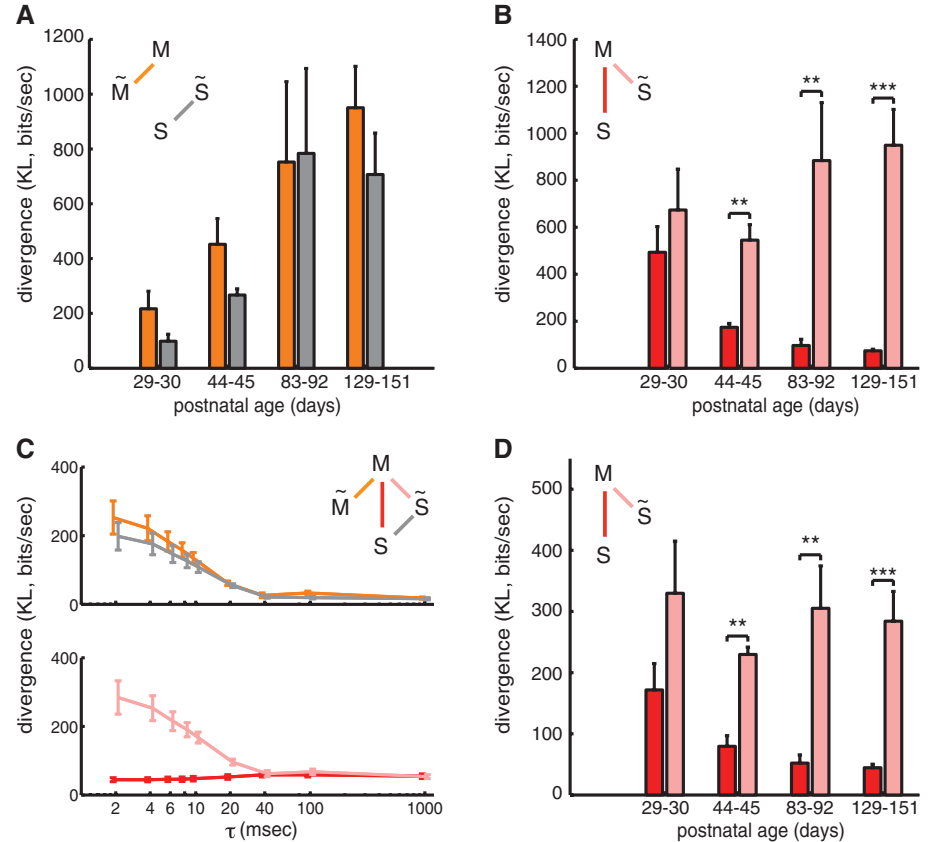 A
divergence (KL, bits/sec)
1200
1000
800
600
400
200
0
M
M̃
S̃
S
29-30 44-45 83-92 129-151
postnatal age (days)
B
divergence (KL, bits/sec)
1400
1200
1000
800
600
400
200
0
M
S̃
S
**
**
***
29-30 44-45 83-92 129-151
postnatal age (days)
C
divergence (KL, bits/sec)
400
200
0
M
M̃
S̃
S
divergence (KL, bits/sec)
400
200
0
2 4 6 10 20 40 100 1000
τ (msec)
D
divergence (KL, bits/sec)
500
400
300
200
100
0
M
S̃
S
**
**
***
29-30 44-45 83-92 129-151
postnatal age (days)